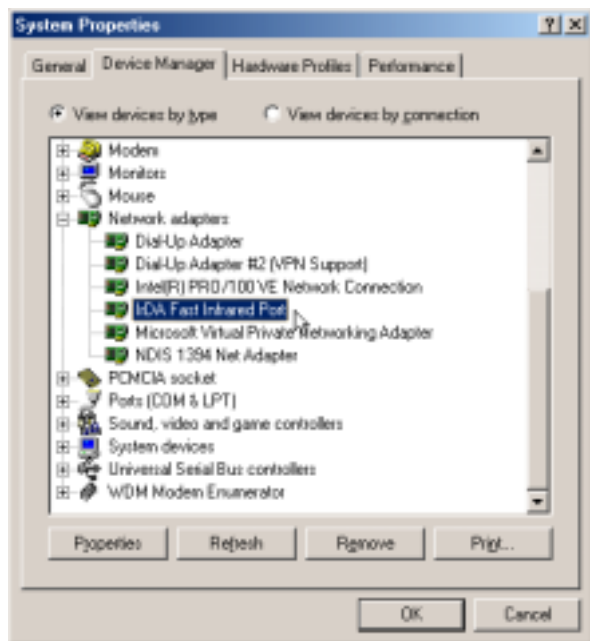 System Properties
General Device Manager Hardware Profiles Performance
View devices by type View devices by connection
Modem
Monitors
Mouse
Network adapters
Dial-Up Adapter
Dial-Up Adapter #2 (VPN Support)
Intel(R) PRO/100 VE Network Connection
IrDA Fast Infrared Port
Microsoft Virtual Private Networking Adapter
NDIS 1394 Net Adapter
PCMCIA socket
Ports (COM & LPT)
Sound, video and game controllers
System devices
Universal Serial Bus controllers
WDM Modem Enumerator
Properties Refresh Remove Print...
OK Cancel